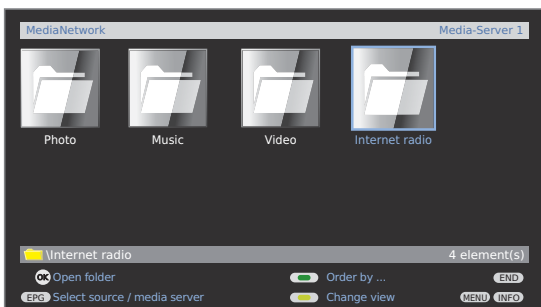 MediaNetwork Media-Server 1
Photo Music Video Internet radio
\Internet radio 4 element(s)
OK Open folder Order by ... END
EPG Select source / media server Change view MENU INFO